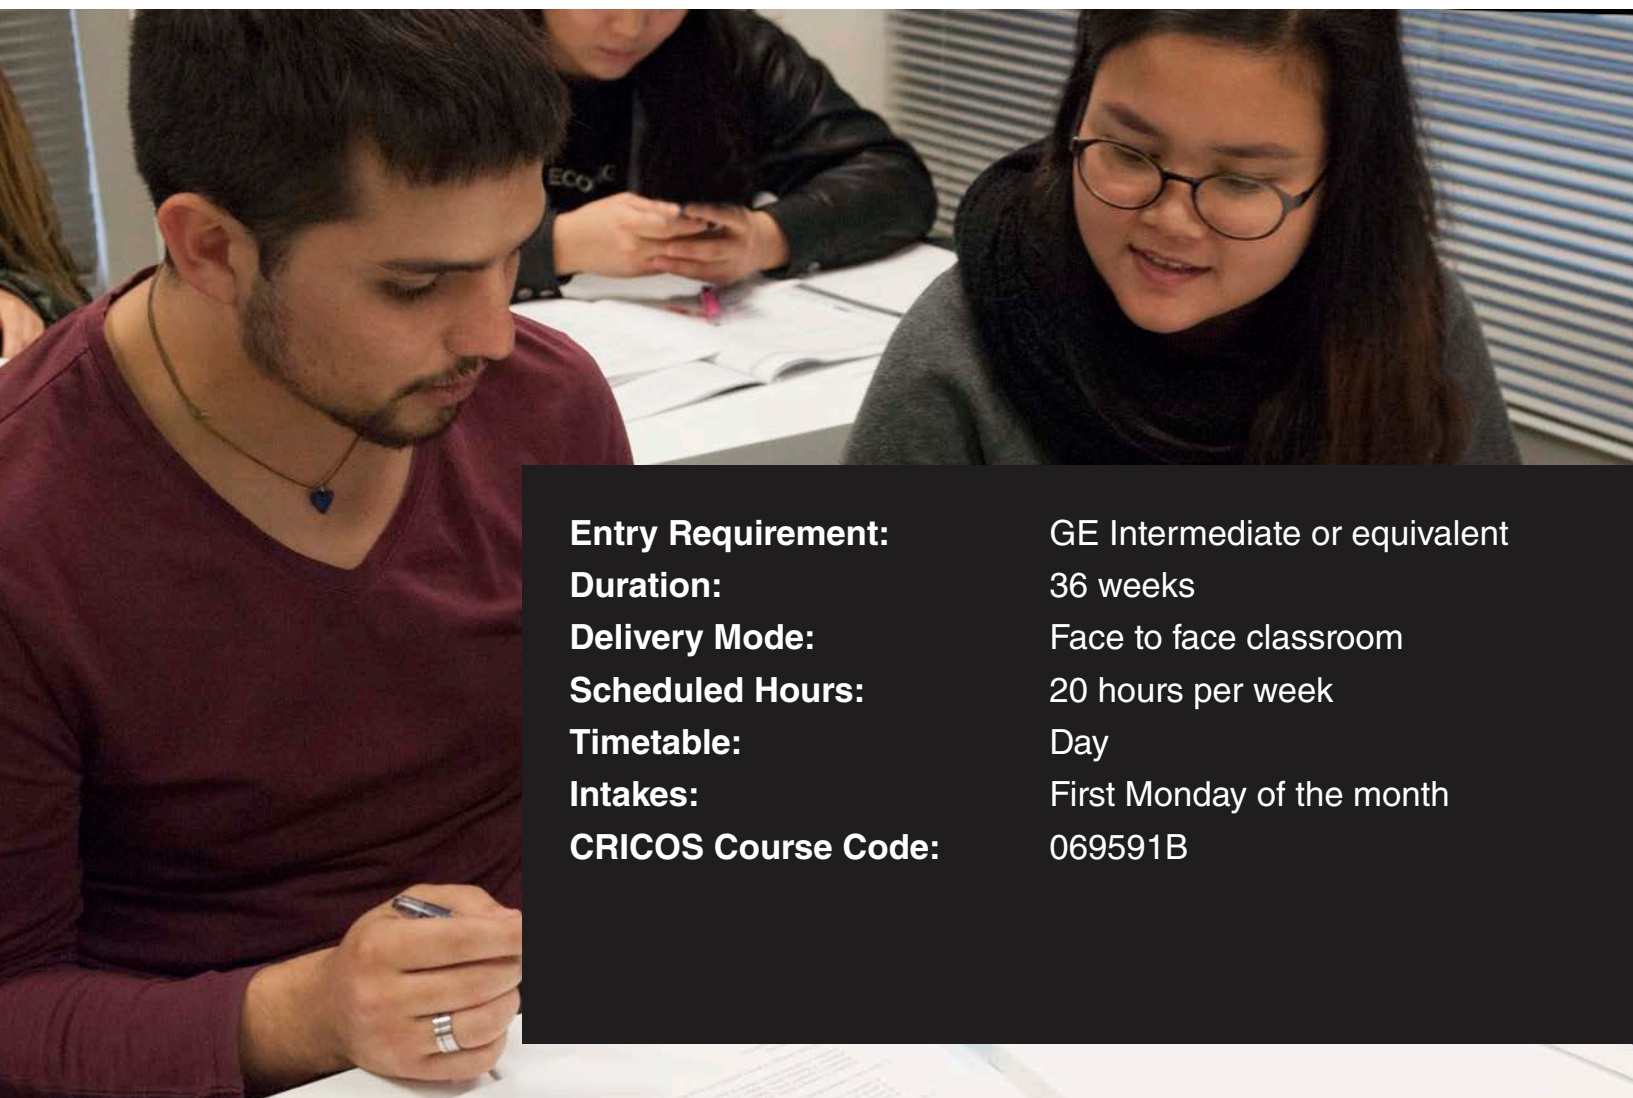 Entry Requirement: GE Intermediate or equivalent
Duration: 36 weeks
Delivery Mode: Face to face classroom
Scheduled Hours: 20 hours per week
Timetable: Day
Intakes: First Monday of the month
CRICOS Course Code: 069591B